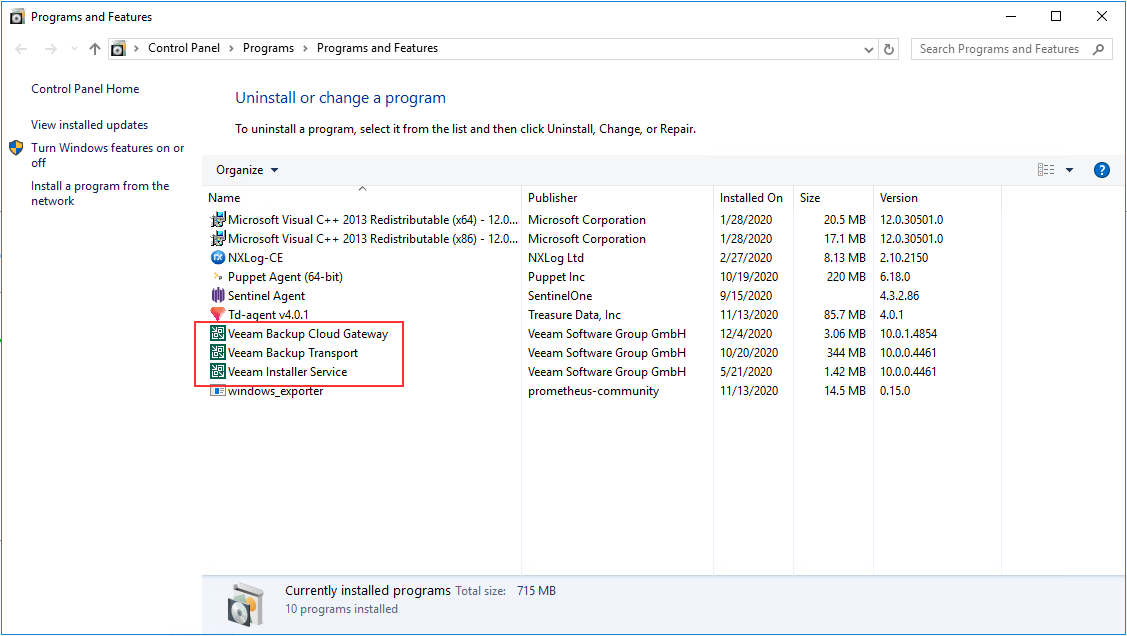 Programs and Features
Control Panel > Programs > Programs and Features
Search Programs and Features
Control Panel Home
View installed updates
Turn Windows features on or
off
Install a program from the
network
Uninstall or change a program
To uninstall a program, select it from the list and then click Uninstall, Change, or Repair.
Organize
?
Name Publisher Installed On Size Version
Microsoft Visual C++ 2013 Redistributable (x64) - 12.0... Microsoft Corporation 1/28/2020 20.5 MB 12.0.30501.0
Microsoft Visual C++ 2013 Redistributable (x86) - 12.0... Microsoft Corporation 1/28/2020 17.1 MB 12.0.30501.0
NXLog-CE NXLog Ltd 2/27/2020 8.13 MB 2.10.2150
Puppet Agent (64-bit) Puppet Inc 10/19/2020 220 MB 6.18.0
Sentinel Agent SentinelOne 9/15/2020 4.3.2.86
Td-agent v4.0.1 Treasure Data, Inc 11/13/2020 85.7 MB 4.0.1
Veeam Backup Cloud Gateway Veeam Software Group GmbH 12/4/2020 3.06 MB 10.0.1.4854
Veeam Backup Transport Veeam Software Group GmbH 10/20/2020 344 MB 10.0.0.4461
Veeam Installer Service Veeam Software Group GmbH 5/21/2020 1.42 MB 10.0.0.4461
windows_exporter prometheus-community 11/13/2020 14.5 MB 0.15.0
Currently installed programs Total size: 715 MB
10 programs installed